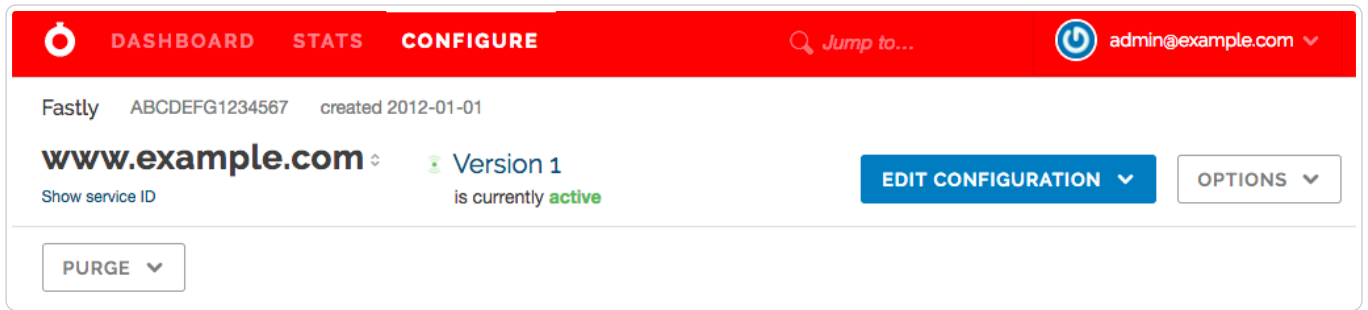 DASHBOARD STATS CONFIGURE Jump to... admin@example.com
Fastly ABCDEFG1234567 created 2012-01-01
www.example.com Version 1 EDIT CONFIGURATION OPTIONS
Show service ID is currently active
PURGE